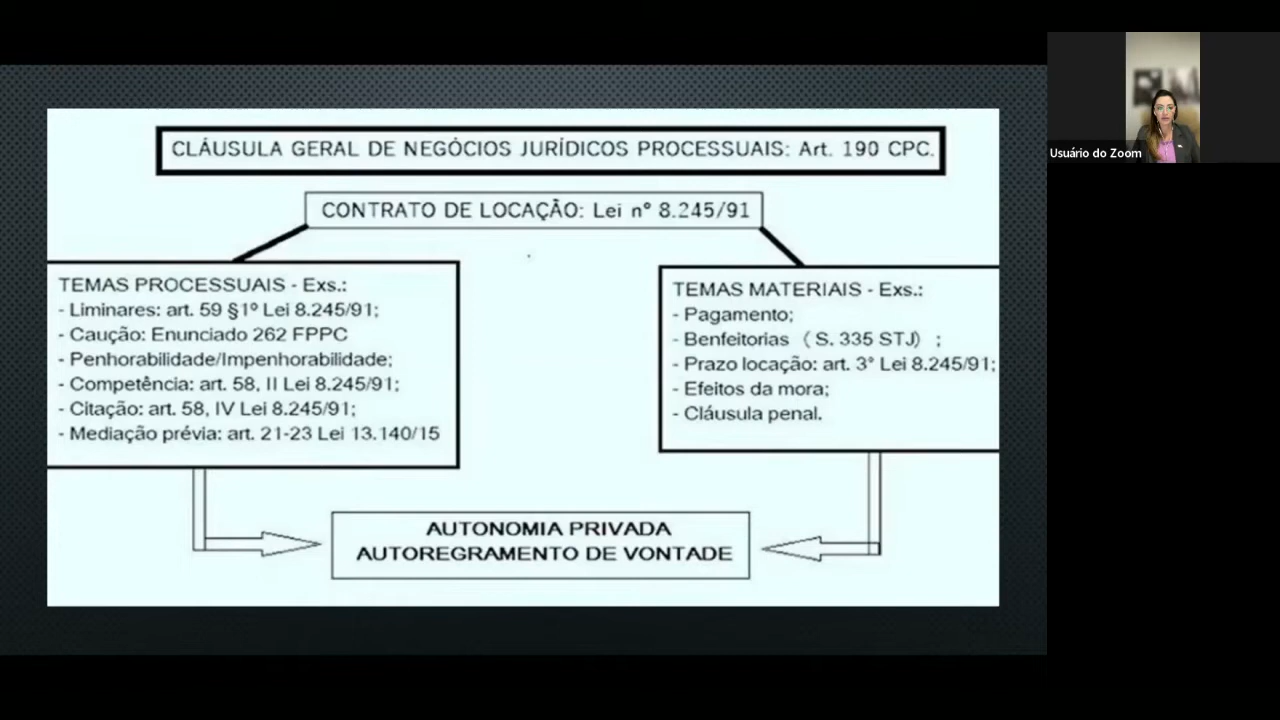 CLÁUSULA GERAL DE NEGÓCIOS JURÍDICOS PROCESSUAIS: Art. 190 CPC.
CONTRATO DE LOCAÇÃO: Lei n° 8.245/91
TEMAS PROCESSUAIS - Exs.:
- Liminares: art. 59 §1º Lei 8.245/91;
- Caução: Enunciado 262 FPPC
- Penhorabilidade/Impenhorabilidade;
- Competência: art. 58, II Lei 8.245/91;
- Citação: art. 58, IV Lei 8.245/91;
- Mediação prévia: art. 21-23 Lei 13.140/15
TEMAS MATERIAIS - Exs.:
- Pagamento;
- Benfeitorias （S. 335 STJ） ;
- Prazo locação: art. 3° Lei 8.245/91;
- Efeitos da mora;
- Cláusula penal.
AUTONOMIA PRIVADA
AUTOREGRAMENTO DE VONTADE
Usuário do Zoom